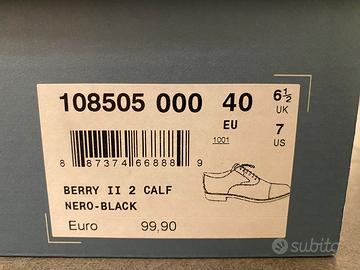 108505 000 40 6½
EU UK
1001 7
US
8 87374 66888 9
BERRY II 2 CALF
NERO-BLACK
Euro 99,90
subito